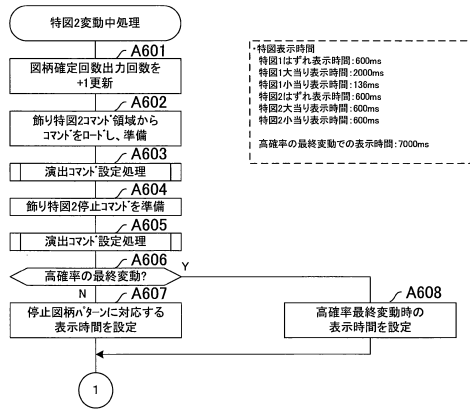 特図2変動中処理
A601
図柄確定回数出力回数を
+1更新
A602
飾り特図2コマンド領域から
コマンドをロードし、準備
A603
演出コマンド設定処理
A604
飾り特図2停止コマンドを準備
A605
演出コマンド設定処理
A606
高確率の最終変動?
Y
N
A607
停止図柄パターンに対応する
表示時間を設定
A608
高確率最終変動時の
表示時間を設定
1
・特図表示時間
特図1はずれ表示時間:600ms
特図1大当り表示時間:2000ms
特図1小当り表示時間:136ms
特図2はずれ表示時間:600ms
特図2大当り表示時間:600ms
特図2小当り表示時間:600ms
高確率の最終変動での表示時間:7000ms